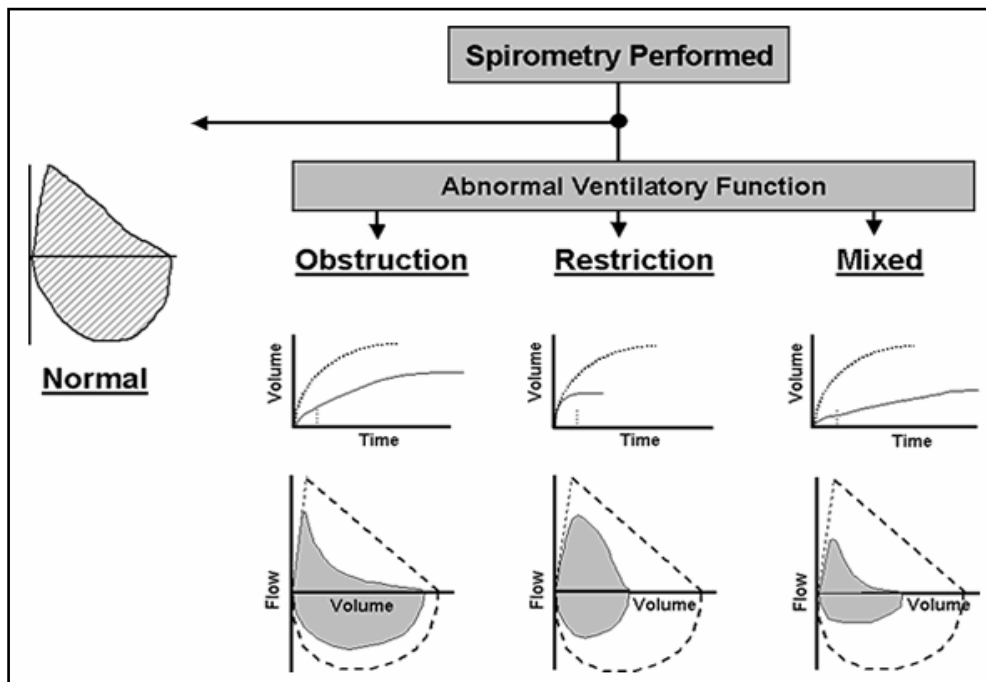 Spirometry Performed
Abnormal Ventilatory Function
Obstruction
Restriction
Mixed
Normal
Volume
Time
Volume
Time
Volume
Time
Flow
Volume
Flow
Volume
Flow
Volume